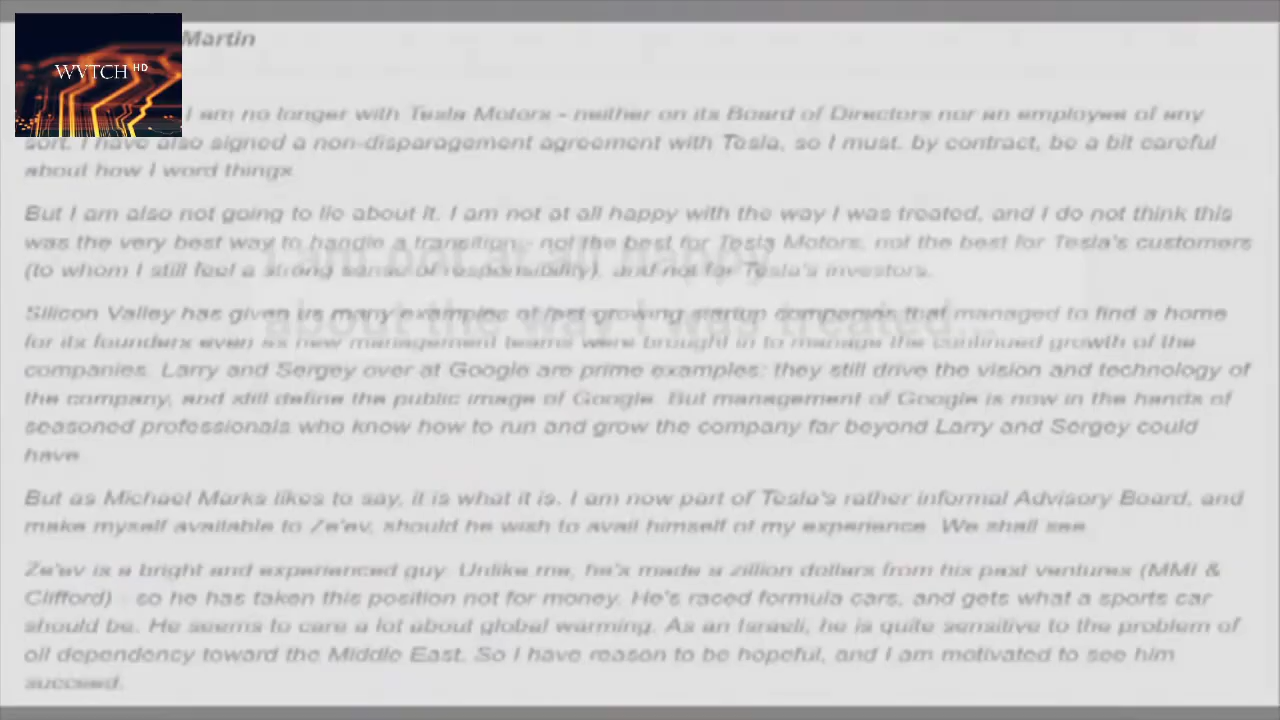 WVTCH HD
Martin
I am no longer with Tesla Motors - neither on its Board of Directors nor an employee of any
sort. I have also signed a non-disparagement agreement with Tesla, so I must, by contract, be a bit careful
about how I word things.
But I am also not going to lie about it. I am not at all happy with the way I was treated, and I do not think this
was the very best way to handle a transition - not the best for Tesla Motors, not the best for Tesla's customers
(to whom I still feel a strong sense of responsibility), and not for Tesla's investors.
I am not at all happy
about the way I was treated...
Silicon Valley has given us many examples of fast-growing startup companies that managed to find a home
for its founders even as new management teams were brought in to manage the continued growth of the
companies. Larry and Sergey over at Google are prime examples: they still drive the vision and technology of
the company, and still define the public image of Google. But management of Google is now in the hands of
seasoned professionals who know how to run and grow the company far beyond Larry and Sergey could
have.
But as Michael Marks likes to say, it is what it is. I am now part of Tesla's rather informal Advisory Board, and
make myself available to Ze'ev, should he wish to avail himself of my experience. We shall see.
Ze'ev is a bright and experienced guy. Unlike me, he's made a zillion dollars from his past ventures (MMI &
Clifford) - so he has taken this position not for money. He's raced formula cars, and gets what a sports car
should be. He seems to care a lot about global warming. As an Israeli, he is quite sensitive to the problem of
oil dependency toward the Middle East. So I have reason to be hopeful, and I am motivated to see him
succeed.